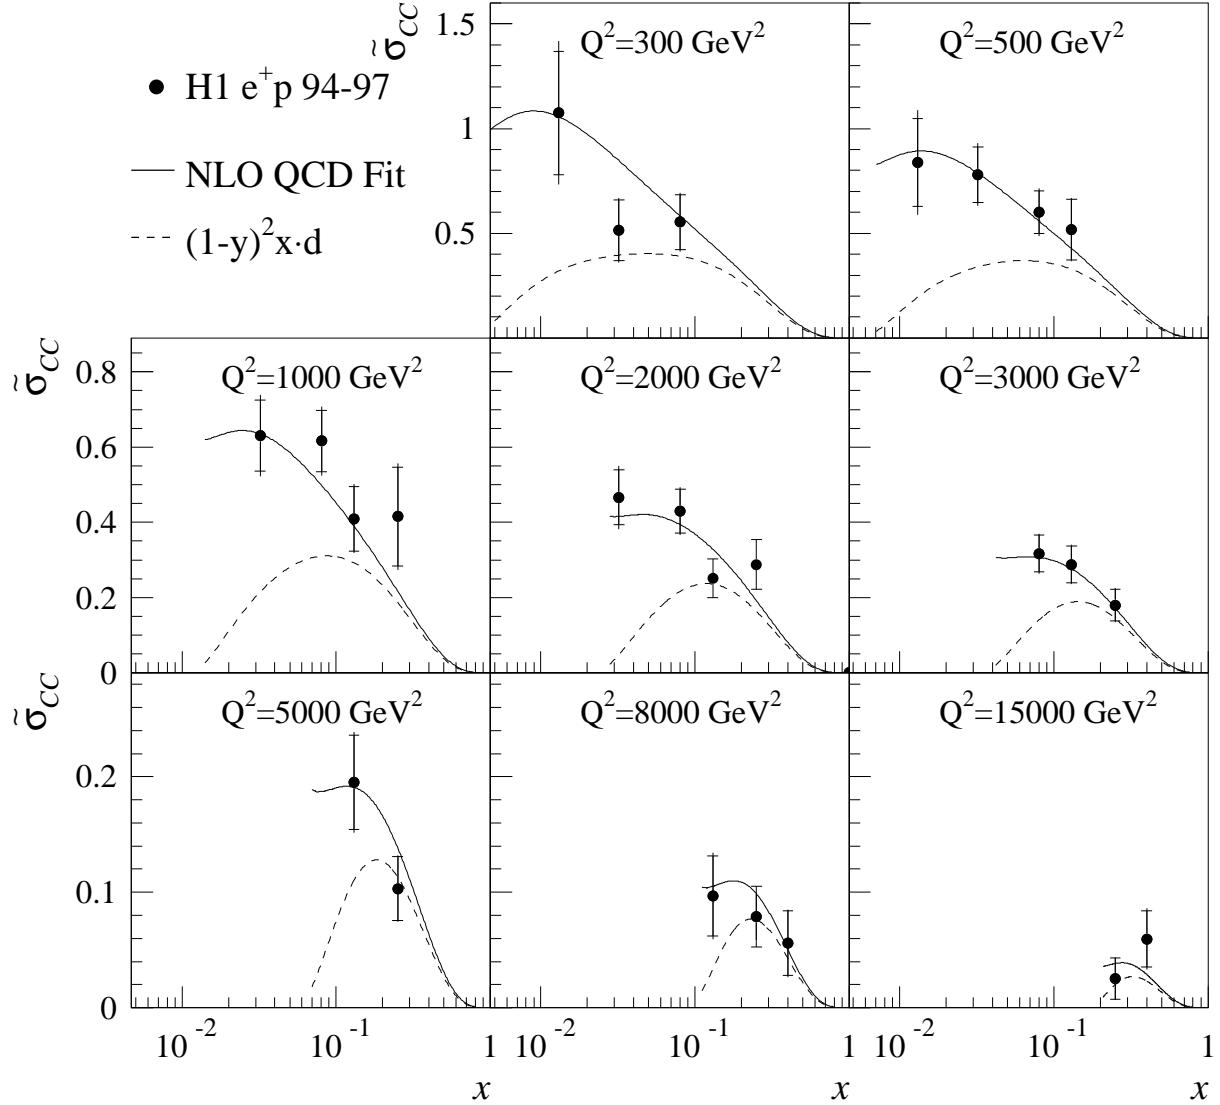 σ̃CC
1.5
1
0.5
Q²=300 GeV²
Q²=500 GeV²
H1 e⁺p 94-97
NLO QCD Fit
(1-y)²x·d
σ̃CC
0.8
0.6
0.4
0.2
0
Q²=1000 GeV²
Q²=2000 GeV²
Q²=3000 GeV²
σ̃CC
0.2
0.1
0
Q²=5000 GeV²
Q²=8000 GeV²
Q²=15000 GeV²
10⁻² 10⁻¹ 1 10⁻² 10⁻¹ 1 10⁻² 10⁻¹ 1
x x x